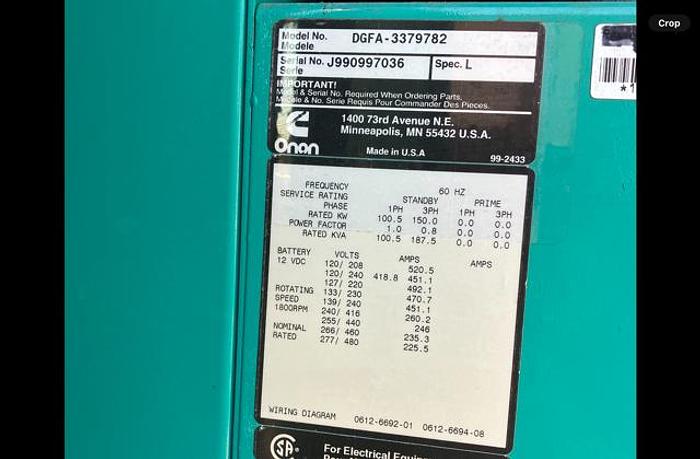 Crop
Model No. DGFA-3379782
Modele
Serial No. J990997036 Spec. L
Serie
IMPORTANT!
Model & Serial No. Required When Ordering Parts.
Modele & No. Serie Requis Pour Commander Des Pieces.
1400 73rd Avenue N.E.
Minneapolis, MN 55432 U.S.A.
Onan Made in U.S.A 99-2433
*1
FREQUENCY 60 HZ
SERVICE RATING STANDBY PRIME
PHASE 1PH 3PH 1PH 3PH
RATED KW 100.5 150.0 0.0 0.0
POWER FACTOR 1.0 0.8 0.0 0.0
RATED KVA 100.5 187.5 0.0 0.0
BATTERY VOLTS AMPS AMPS
12 VDC 120/ 208 520.5
120/ 240 418.8 451.1
127/ 220 492.1
ROTATING 133/ 230 470.7
SPEED 139/ 240 451.1
1800RPM 240/ 416 260.2
255/ 440 246
NOMINAL 266/ 460 235.3
RATED 277/ 480 225.5
WIRING DIAGRAM 0612-6692-01 0612-6694-08
SA For Electrical